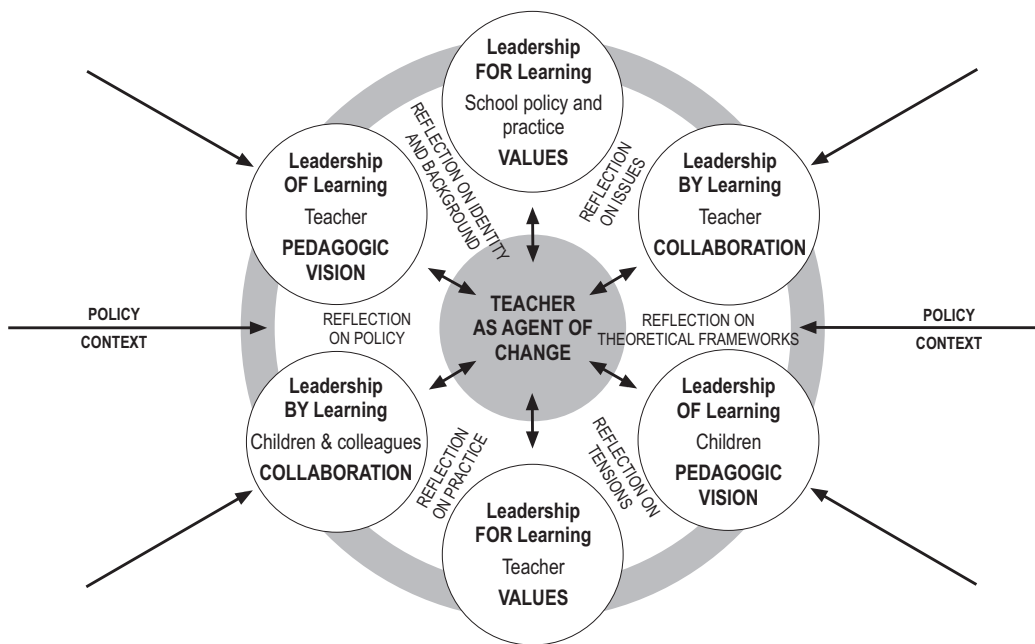 Leadership
FOR Learning
School policy and
practice
VALUES
REFLECTION ON IDENTITY
AND BACKGROUND
REFLECTION
ON ISSUES
Leadership
OF Learning
Teacher
PEDAGOGIC
VISION
Leadership
BY Learning
Teacher
COLLABORATION
POLICY
CONTEXT
REFLECTION
ON POLICY
TEACHER
AS AGENT OF
CHANGE
REFLECTION ON
THEORETICAL FRAMEWORKS
POLICY
CONTEXT
Leadership
BY Learning
Children & colleagues
COLLABORATION
REFLECTION
ON PRACTICE
REFLECTION ON
TENSIONS
Leadership
OF Learning
Children
PEDAGOGIC
VISION
Leadership
FOR Learning
Teacher
VALUES